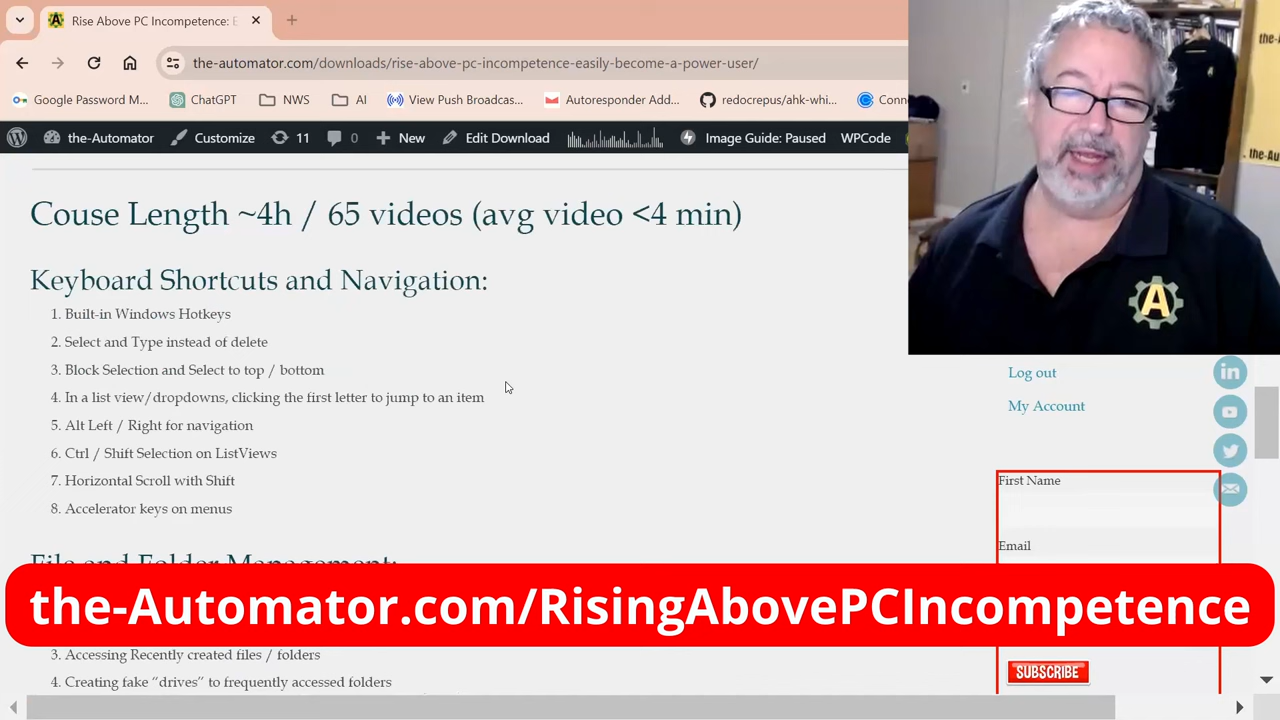 Rise Above PC Incompetence: E
the-automator.com/downloads/rise-above-pc-incompetence-easily-become-a-power-user/
Google Password M... ChatGPT NWS AI View Push Broadcas... Autoresponder Add... redocrepus/ahk-whi... Conn
the-Automator Customize 11 0 New Edit Download Image Guide: Paused WPCode
Couse Length ~4h / 65 videos (avg video <4 min)
Keyboard Shortcuts and Navigation:
1. Built-in Windows Hotkeys
2. Select and Type instead of delete
3. Block Selection and Select to top / bottom
4. In a list view/dropdowns, clicking the first letter to jump to an item
5. Alt Left / Right for navigation
6. Ctrl / Shift Selection on ListViews
7. Horizontal Scroll with Shift
8. Accelerator keys on menus
File and Folder Management:
the-Automator.com/RisingAbovePCIncompetence
3. Accessing Recently created files / folders
4. Creating fake “drives” to frequently accessed folders
Log out
My Account
First Name
Email
SUBSCRIBE
A
the-A
the-Au